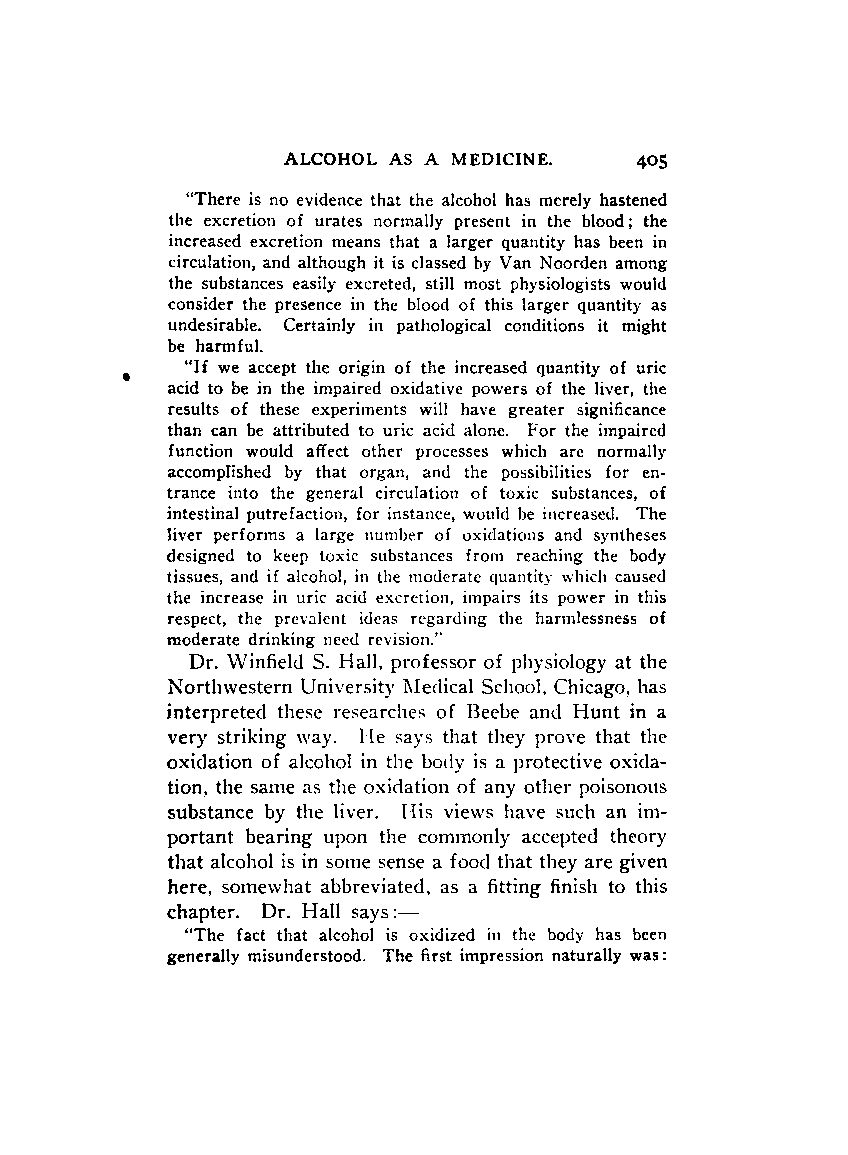 ALCOHOL AS A MEDICINE. 405
“There is no evidence that the alcohol has merely hastened
the excretion of urates normally present in the blood; the
increased excretion means that a larger quantity has been in
circulation, and although it is classed by Van Noorden among
the substances easily excreted, still most physiologists would
consider the presence in the blood of this larger quantity as
undesirable. Certainly in pathological conditions it might
be harmful.
“If we accept the origin of the increased quantity of uric
acid to be in the impaired oxidative powers of the liver, the
results of these experiments will have greater significance
than can be attributed to uric acid alone. For the impaired
function would affect other processes which are normally
accomplished by that organ, and the possibilities for en-
trance into the general circulation of toxic substances, of
intestinal putrefaction, for instance, would be increased. The
liver performs a large number of oxidations and syntheses
designed to keep toxic substances from reaching the body
tissues, and if alcohol, in the moderate quantity which caused
the increase in uric acid excretion, impairs its power in this
respect, the prevalent ideas regarding the harmlessness of
moderate drinking need revision.”
Dr. Winfield S. Hall, professor of physiology at the
Northwestern University Medical School, Chicago, has
interpreted these researches of Beebe and Hunt in a
very striking way. He says that they prove that the
oxidation of alcohol in the body is a protective oxida-
tion, the same as the oxidation of any other poisonous
substance by the liver. His views have such an im-
portant bearing upon the commonly accepted theory
that alcohol is in some sense a food that they are given
here, somewhat abbreviated, as a fitting finish to this
chapter. Dr. Hall says:—
“The fact that alcohol is oxidized in the body has been
generally misunderstood. The first impression naturally was: